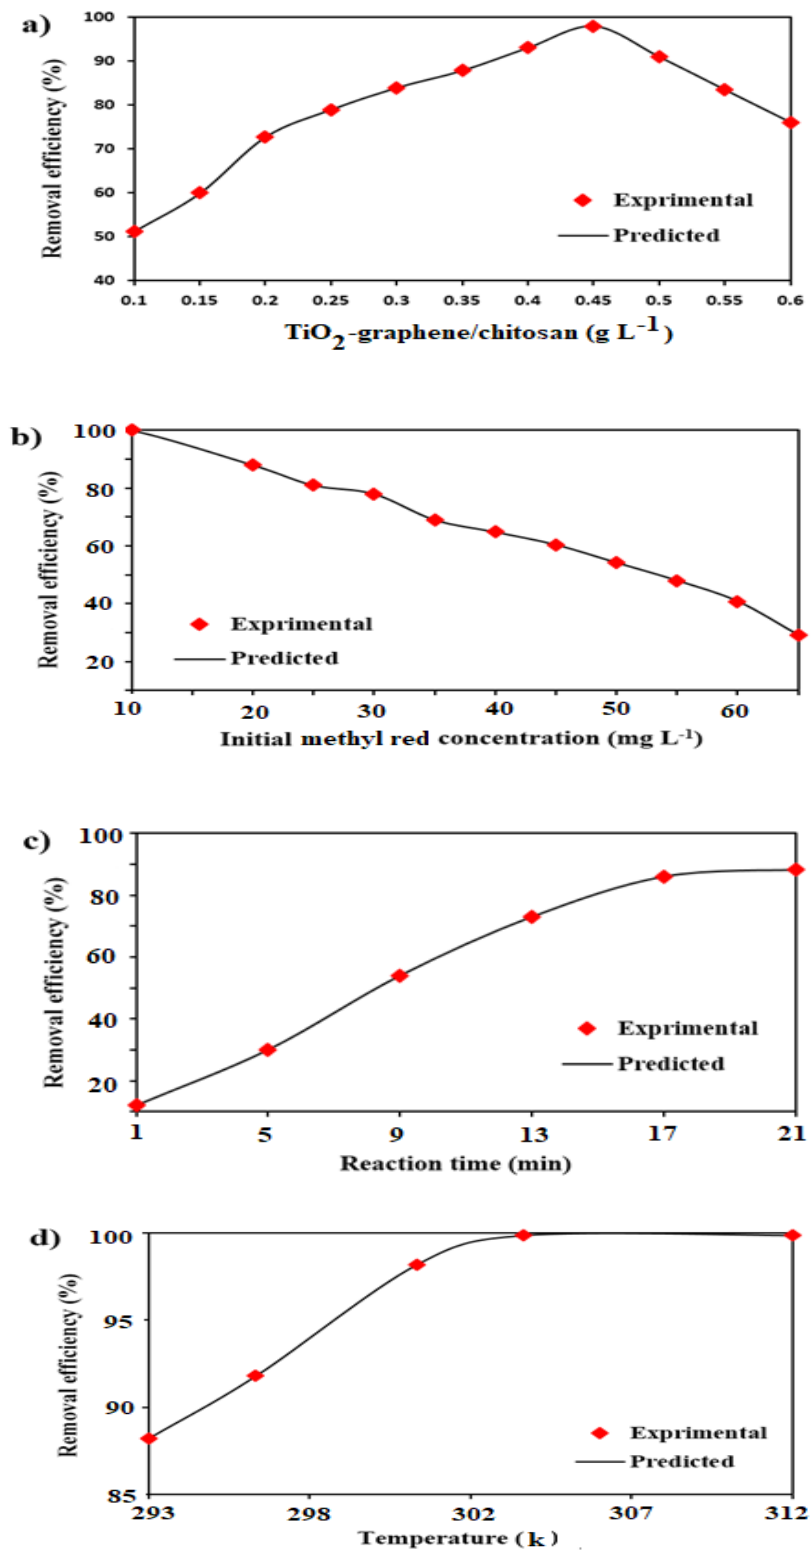 a)
Removal efficiency (%)
100
90
80
70
60
50
40
Exprimental
Predicted
0.1 0.15 0.2 0.25 0.3 0.35 0.4 0.45 0.5 0.55 0.6
TiO2-graphene/chitosan (g L-1)
b)
Removal efficiency (%)
100
80
60
40
20
Exprimental
Predicted
10 20 30 40 50 60
Initial methyl red concentration (mg L-1)
c)
Removal efficiency (%)
100
80
60
40
20
Exprimental
Predicted
1 5 9 13 17 21
Reaction time (min)
d)
Removal efficiency (%)
100
95
90
85
Exprimental
Predicted
293 298 302 307 312
Temperature (k)